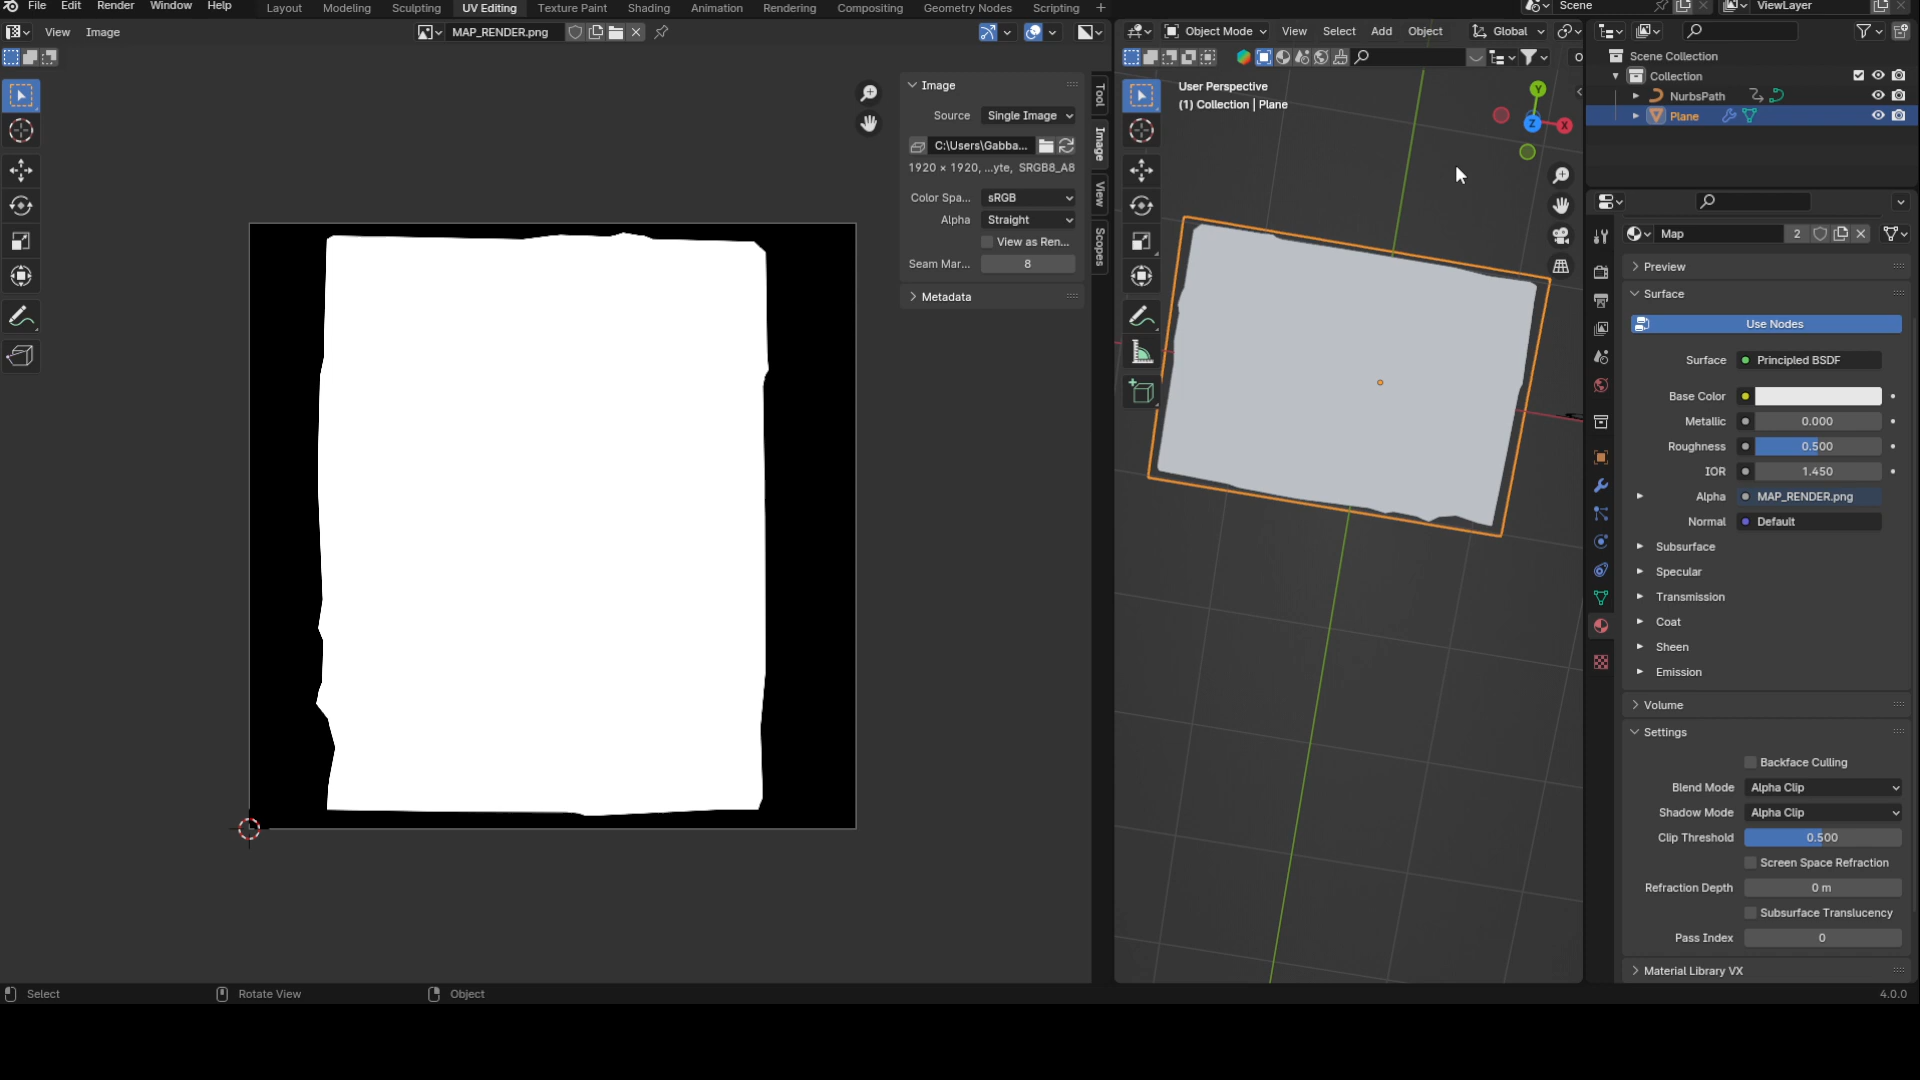 File Edit Render Window Help Layout Modeling Sculpting UV Editing Texture Paint Shading Animation Rendering Compositing Geometry Nodes Scripting + Scene ViewLayer
View Image MAP_RENDER.png Object Mode View Select Add Object Global
User Perspective
(1) Collection | Plane
Y
X
Z
Scene Collection
Collection
NurbsPath
Plane
Image
Source Single Image
C:\Users\Gabba...
1920 × 1920, ...yte, SRGB8_A8
Color Spa... sRGB
Alpha Straight
View as Ren...
Seam Mar... 8
Metadata
Tool
Image
View
Scopes
Map 2
Preview
Surface
Use Nodes
Surface Principled BSDF
Base Color
Metallic 0.000
Roughness 0.500
IOR 1.450
Alpha MAP_RENDER.png
Normal Default
Subsurface
Specular
Transmission
Coat
Sheen
Emission
Volume
Settings
Backface Culling
Blend Mode Alpha Clip
Shadow Mode Alpha Clip
Clip Threshold 0.500
Screen Space Refraction
Refraction Depth 0 m
Subsurface Translucency
Pass Index 0
Material Library VX
Select Rotate View Object 4.0.0